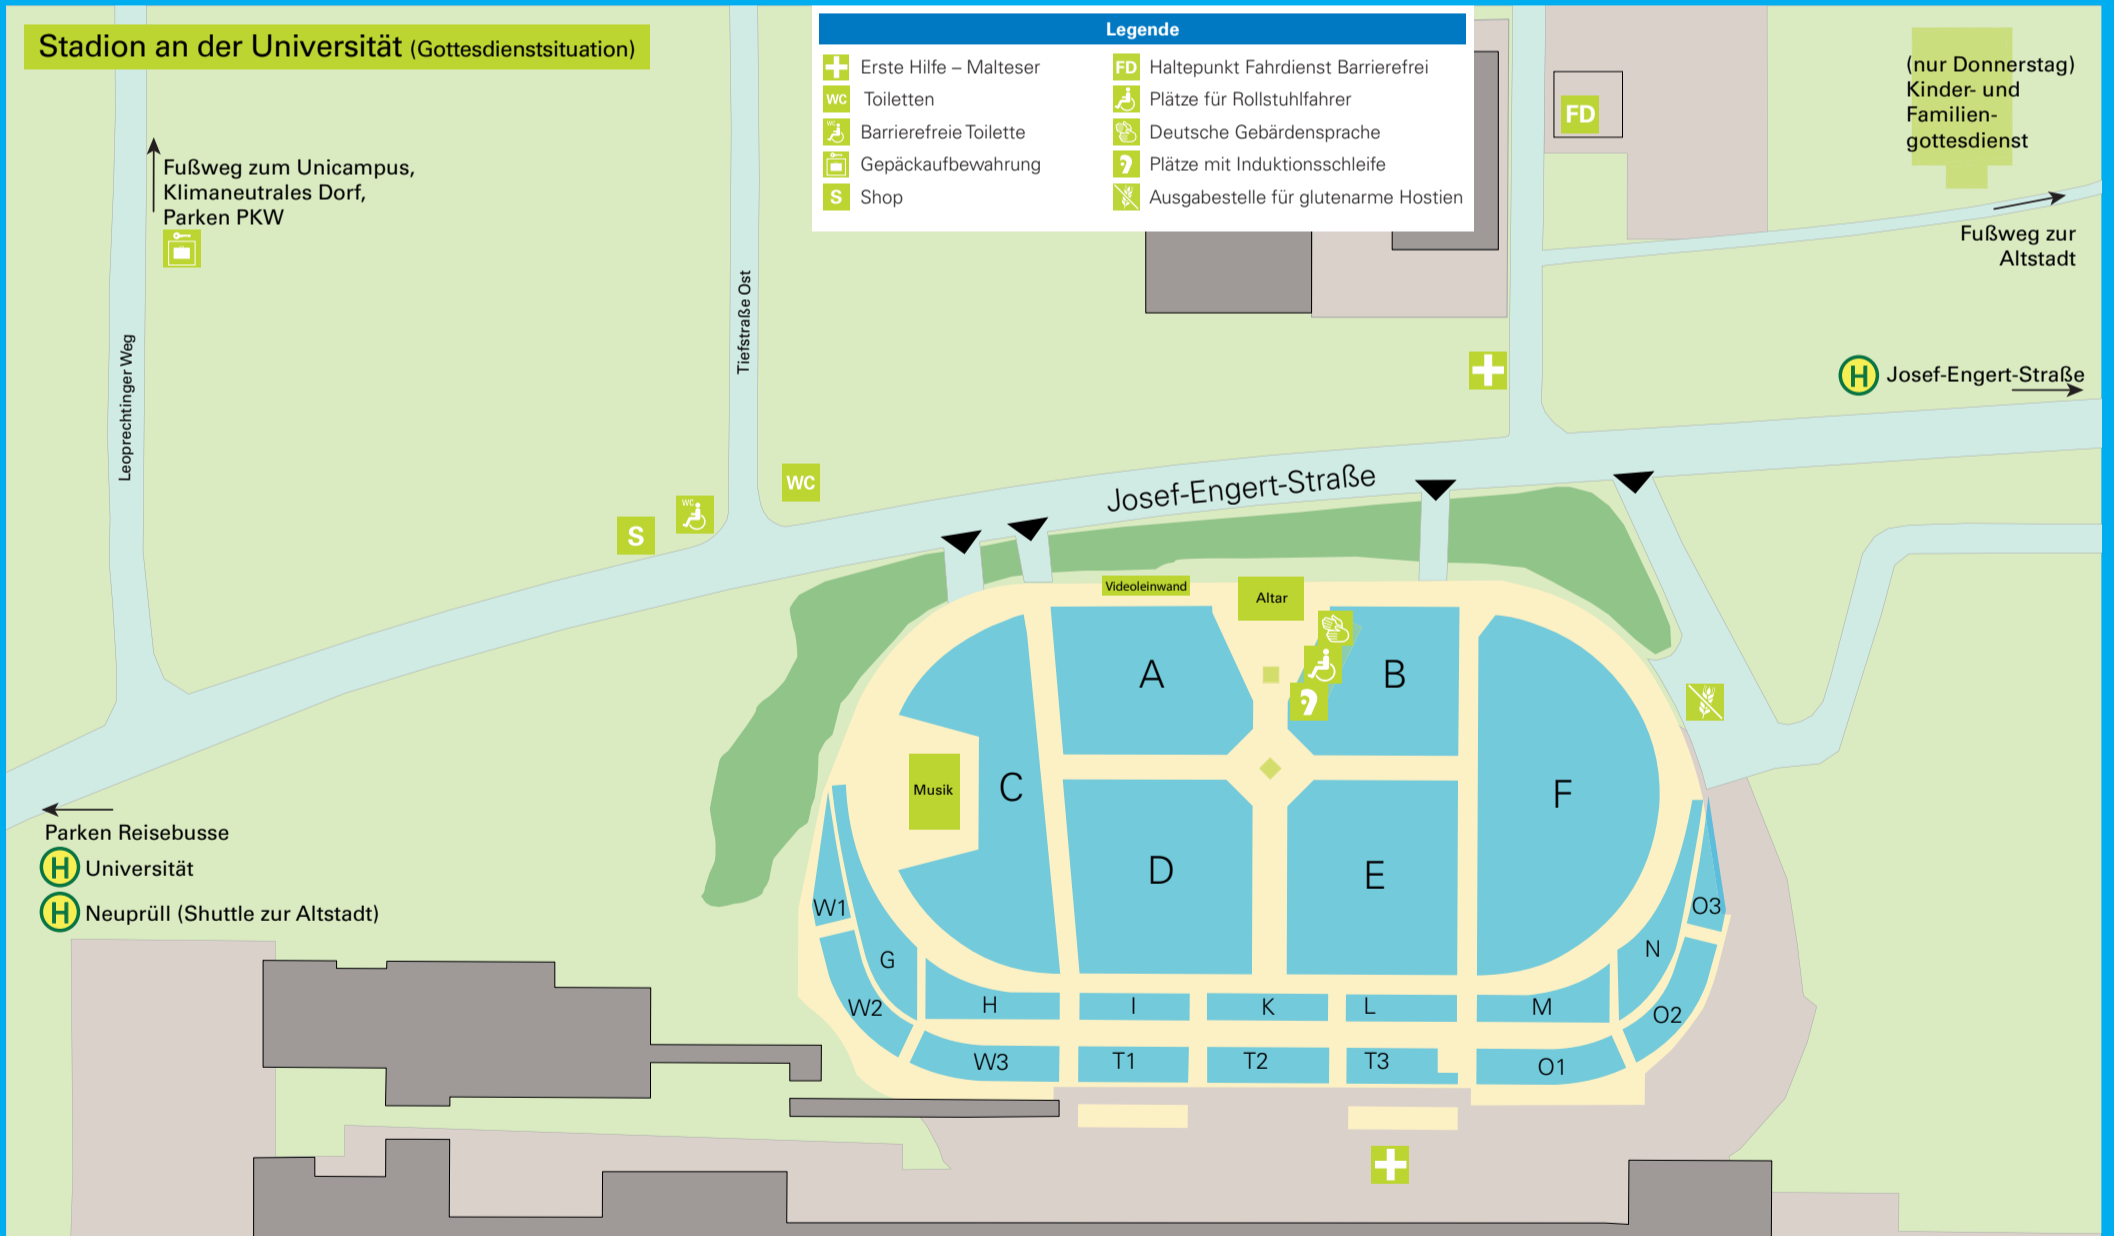 Stadion an der Universität (Gottesdienstsituation)
Legende
Erste Hilfe – Malteser
WC Toiletten
WC Barrierefreie Toilette
Gepäckaufbewahrung
S Shop
FD Haltepunkt Fahrdienst Barrierefrei
Plätze für Rollstuhlfahrer
Deutsche Gebärdensprache
Plätze mit Induktionsschleife
Ausgabestelle für glutenarme Hostien
FD
(nur Donnerstag)
Kinder- und
Familien-
gottesdienst
Fußweg zum Unicampus,
Klimaneutrales Dorf,
Parken PKW
Fußweg zur
Altstadt
Leoprechtinger Weg
Tiefstraße Ost
H Josef-Engert-Straße
WC
WC
S
Josef-Engert-Straße
Videoleinwand
Altar
A
B
Musik
C
F
D
E
Parken Reisebusse
H Universität
H Neuprüll (Shuttle zur Altstadt)
W1
O3
G
N
W2
H
I
K
L
M
O2
W3
T1
T2
T3
O1